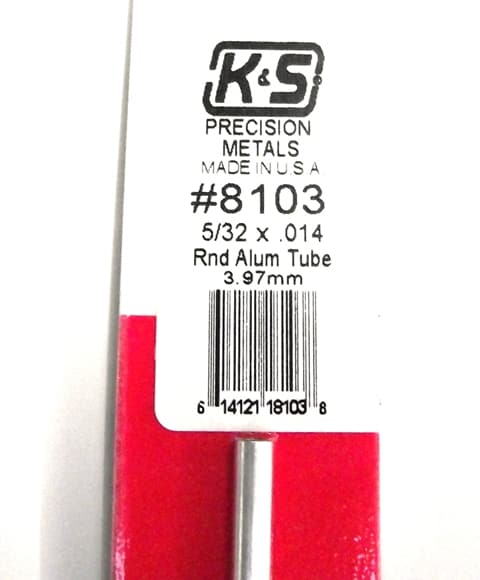 K&S®
PRECISION
METALS
MADE IN U.S.A.
#8103
5/32 x .014
Rnd Alum Tube
3.97mm
6 14121 18103 8